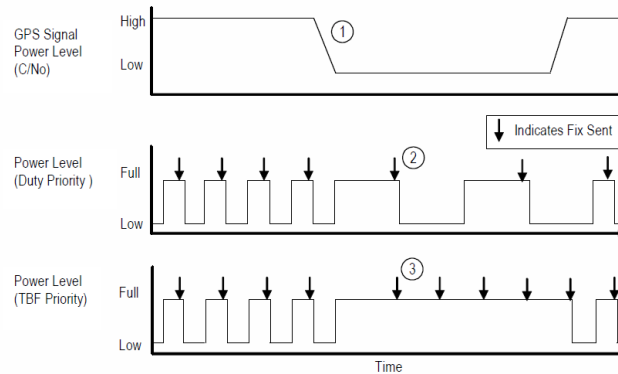 High
GPS Signal
Power Level
(C/No)
1
Low
Indicates Fix Sent
Power Level
(Duty Priority )
Full
2
Low
Power Level
(TBF Priority)
Full
3
Low
Time